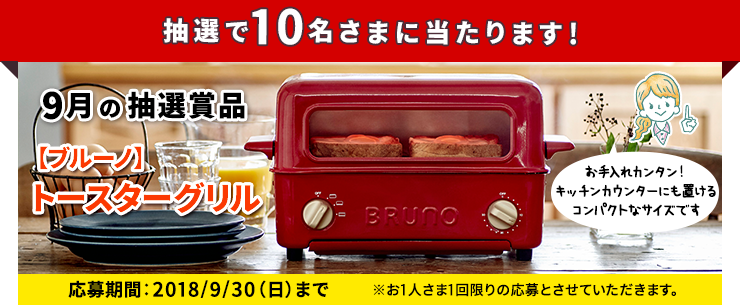 抽選で10名さまに当たります!
9月の抽選賞品
【ブルーノ】
トースターグリル
お手入れカンタン!
キッチンカウンターにも置ける
コンパクトなサイズです
BRUNO
応募期間:2018/9/30(日)まで
※お1人さま1回限りの応募とさせていただきます。